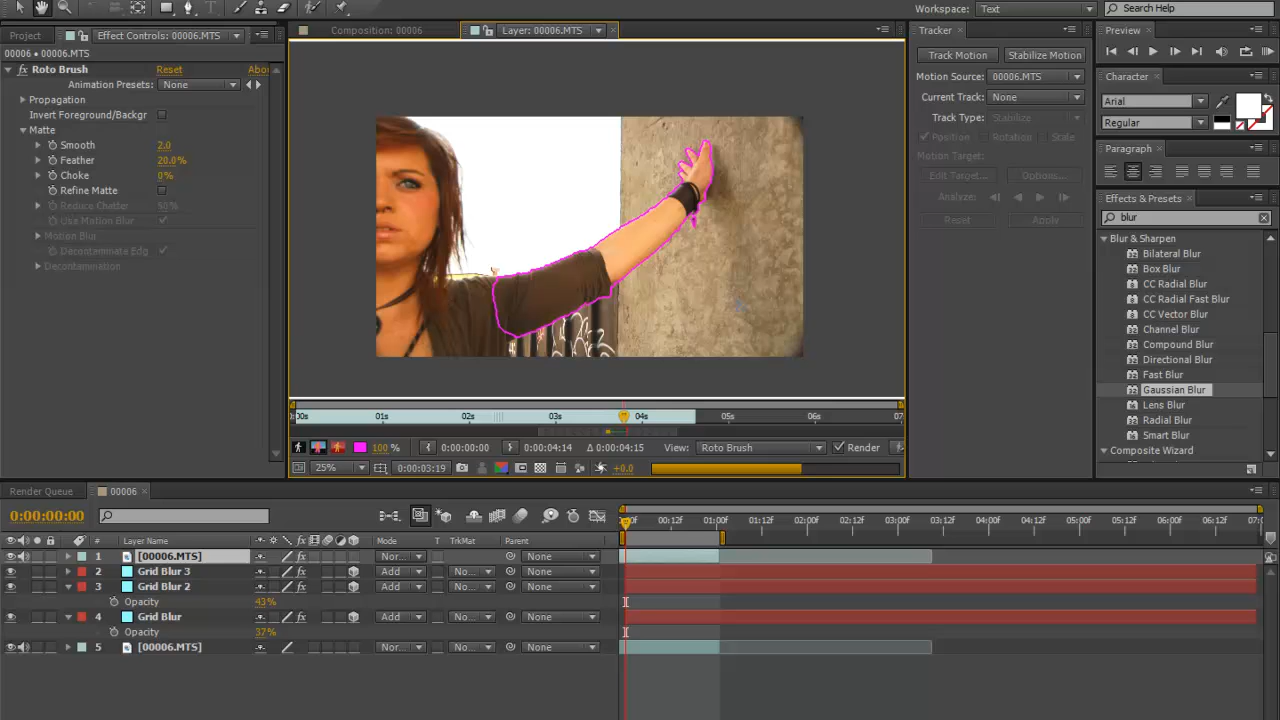 Workspace: Text Search Help
Project Effect Controls: 00006.MTS Composition: 00006 Layer: 00006.MTS Tracker Preview
00006 • 00006.MTS
fx Roto Brush Reset Abo
Animation Presets: None
Propagation
Invert Foreground/Backgr
Matte
Smooth 2.0
Feather 20.0%
Choke 0%
Refine Matte
Reduce Chatter 50%
Use Motion Blur
Motion Blur
Decontaminate Edg
Decontamination
Track Motion Stabilize Motion
Motion Source: 00006.MTS
Current Track: None
Track Type: Stabilize
Position Rotation Scale
Motion Target:
Edit Target... Options...
Analyze:
Reset Apply
Character
Arial
Regular
Paragraph
Effects & Presets
blur
Blur & Sharpen
Bilateral Blur
Box Blur
CC Radial Blur
CC Radial Fast Blur
CC Vector Blur
Channel Blur
Compound Blur
Directional Blur
Fast Blur
Gaussian Blur
Lens Blur
Radial Blur
Smart Blur
Composite Wizard
00s 01s 02s 03s 04s 05s 06s 07
100 % 0:00:00:00 0:00:04:14 Δ 0:00:04:15 View: Roto Brush Render
25% 0:00:03:19 +0.0
Render Queue 00006
0:00:00:00
00f 00:12f 01:00f 01:12f 02:00f 02:12f 03:00f 03:12f 04:00f 04:12f 05:00f 05:12f 06:00f 06:12f 07:0
# Layer Name fx Mode T TrkMat Parent
1 [00006.MTS] fx Nor... None
2 Grid Blur 3 fx Add No... None
3 Grid Blur 2 fx Add No... None
Opacity 43%
4 Grid Blur fx Add No... None
Opacity 37%
5 [00006.MTS] Nor... No... None